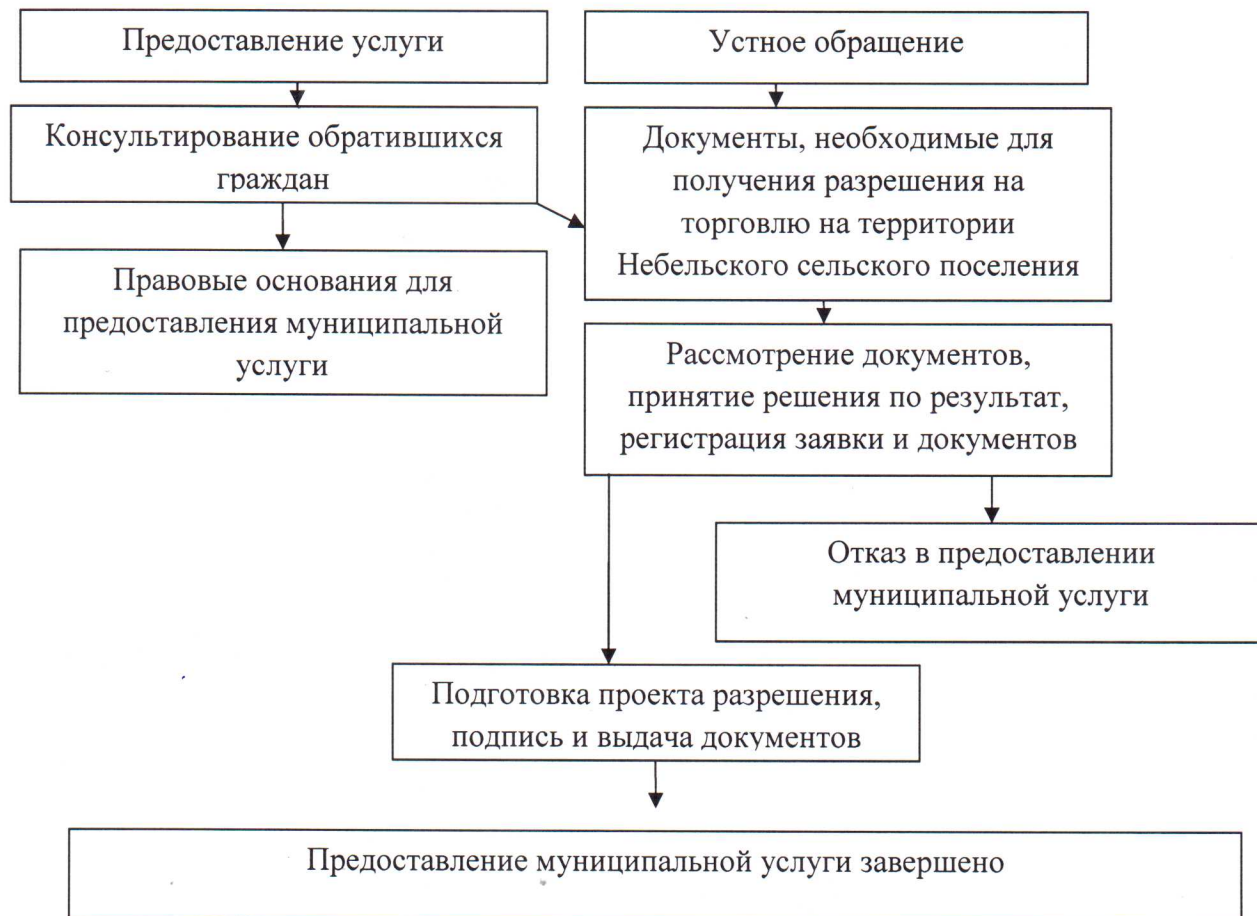 Предоставление услуги
Устное обращение
Консультирование обратившихся
граждан
Документы, необходимые для
получения разрешения на
торговлю на территории
Небельского сельского поселения
Правовые основания для
предоставления муниципальной
услуги
Рассмотрение документов,
принятие решения по результат,
регистрация заявки и документов
Отказ в предоставлении
муниципальной услуги
Подготовка проекта разрешения,
подпись и выдача документов
Предоставление муниципальной услуги завершено